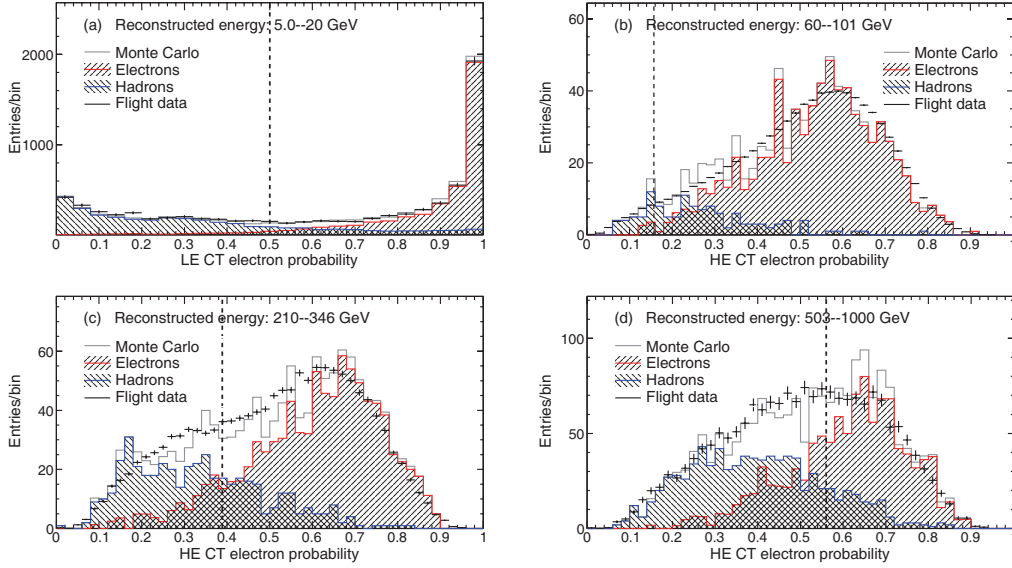 (a) Reconstructed energy: 5.0--20 GeV
Monte Carlo
Electrons
Hadrons
Flight data
Entries/bin
2000
1000
0 0.1 0.2 0.3 0.4 0.5 0.6 0.7 0.8 0.9 1
LE CT electron probability
(b) Reconstructed energy: 60--101 GeV
Monte Carlo
Electrons
Hadrons
Flight data
Entries/bin
60
40
20
0
0 0.1 0.2 0.3 0.4 0.5 0.6 0.7 0.8 0.9 1
HE CT electron probability
(c) Reconstructed energy: 210--346 GeV
Monte Carlo
Electrons
Hadrons
Flight data
Entries/bin
60
40
20
0
0 0.1 0.2 0.3 0.4 0.5 0.6 0.7 0.8 0.9 1
HE CT electron probability
(d) Reconstructed energy: 503--1000 GeV
Monte Carlo
Electrons
Hadrons
Flight data
Entries/bin
100
50
0
0 0.1 0.2 0.3 0.4 0.5 0.6 0.7 0.8 0.9 1
HE CT electron probability